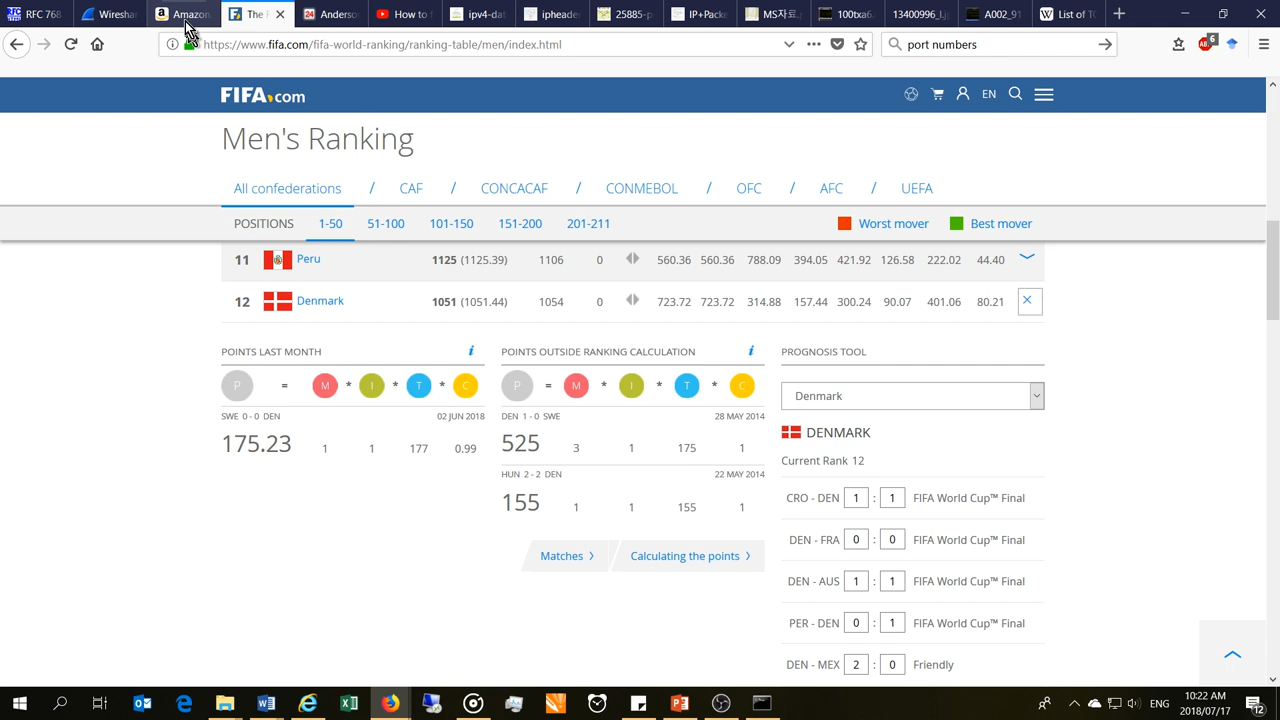 RFC 768
Wireshar
Amazon
The F
Anderso
How to f
ipv4-dat
ipheade
25885-p
IP+Packe
MS자료.p
100txa6.
13400996_l.j
A002_91
List of TC
https://www.fifa.com/fifa-world-ranking/ranking-table/men/index.html
port numbers
6
FIFA.com
EN
Men's Ranking
All confederations / CAF / CONCACAF / CONMEBOL / OFC / AFC / UEFA
POSITIONS 1-50 51-100 101-150 151-200 201-211 Worst mover Best mover
11 Peru 1125 (1125.39) 1106 0 560.36 560.36 788.09 394.05 421.92 126.58 222.02 44.40
12 Denmark 1051 (1051.44) 1054 0 723.72 723.72 314.88 157.44 300.24 90.07 401.06 80.21
POINTS LAST MONTH i
P = M * I * T * C
SWE 0 - 0 DEN 02 JUN 2018
175.23 1 1 177 0.99
POINTS OUTSIDE RANKING CALCULATION i
P = M * I * T * C
DEN 1 - 0 SWE 28 MAY 2014
525 3 1 175 1
HUN 2 - 2 DEN 22 MAY 2014
155 1 1 155 1
Matches
Calculating the points
PROGNOSIS TOOL
Denmark
DENMARK
Current Rank 12
CRO - DEN 1 : 1 FIFA World Cup™ Final
DEN - FRA 0 : 0 FIFA World Cup™ Final
DEN - AUS 1 : 1 FIFA World Cup™ Final
PER - DEN 0 : 1 FIFA World Cup™ Final
DEN - MEX 2 : 0 Friendly
ENG
10:22 AM
2018/07/17
12